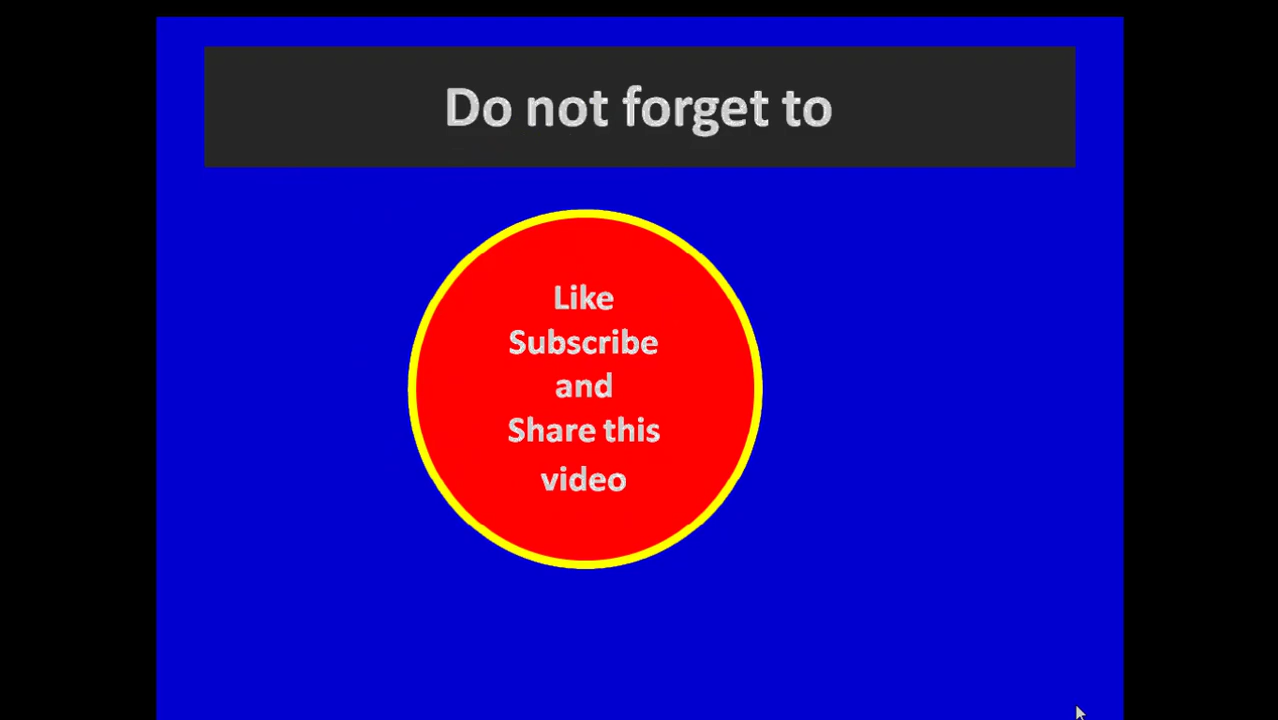 Do not forget to
Like
Subscribe
and
Share this
video